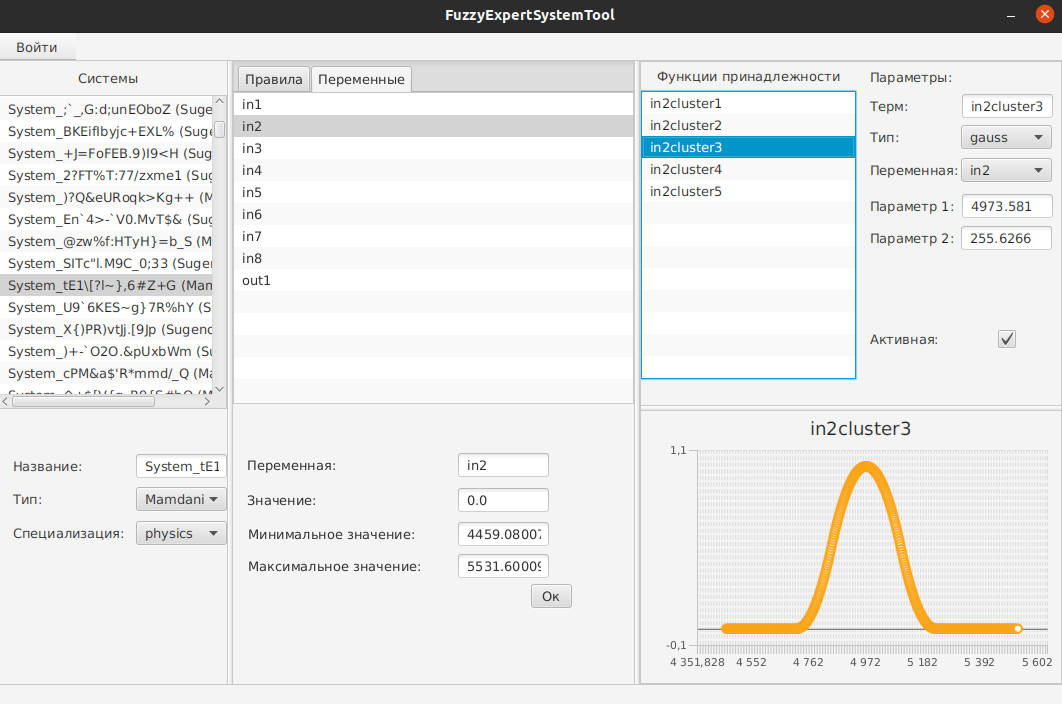 FuzzyExpertSystemTool
Войти
Системы
System_;`_,G:d;unEOboZ (Suge
System_BKEiflbyjc+EXL% (Suge
System_+J=FoFEB.9)I9<H (Sug
System_2?FT%T:77/zxme1 (Sug
System_)?Q&eURoqk>Kg++ (M
System_En`4>-`V0.MvT$& (Sug
System_@zw%f:HTyH}=b_S (M
System_SITc"l.M9C_0;33 (Suger
System_tE1\[?l~},6#Z+G (Mam
System_U9`6KES~g}7R%hY (S
System_X{)PR)vtJj.[9Jp (Sugeno
System_)+-`O2O.&pUxbWm (Su
System_cPM&a$'R*mmd/_Q (Ma
Название: System_tE1
Тип: Mamdani
Специализация: physics
Правила Переменные
in1
in2
in3
in4
in5
in6
in7
in8
out1
Переменная: in2
Значение: 0.0
Минимальное значение: 4459.08007
Максимальное значение: 5531.60009
Ок
Функции принадлежности
in2cluster1
in2cluster2
in2cluster3
in2cluster4
in2cluster5
Параметры:
Терм: in2cluster3
Тип: gauss
Переменная: in2
Параметр 1: 4973.581
Параметр 2: 255.6266
Активная:
in2cluster3
1,1
-0,1
4 351,828 4 552 4 762 4 972 5 182 5 392 5 602